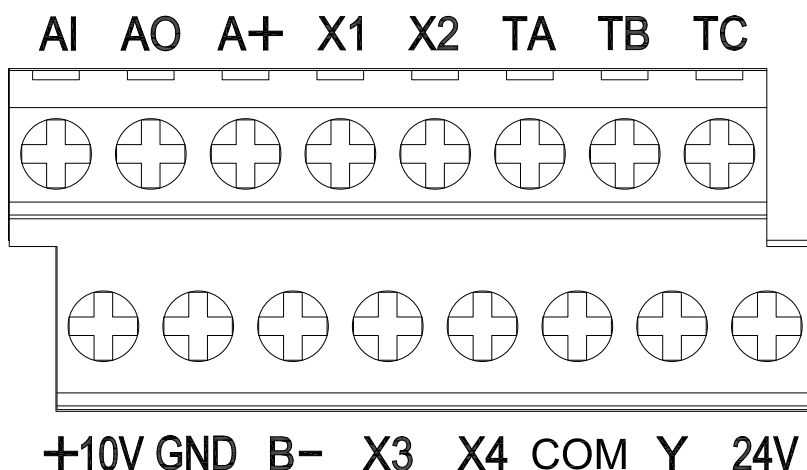 AI AO A+ X1 X2 TA TB TC
+10V GND B- X3 X4 COM Y 24V